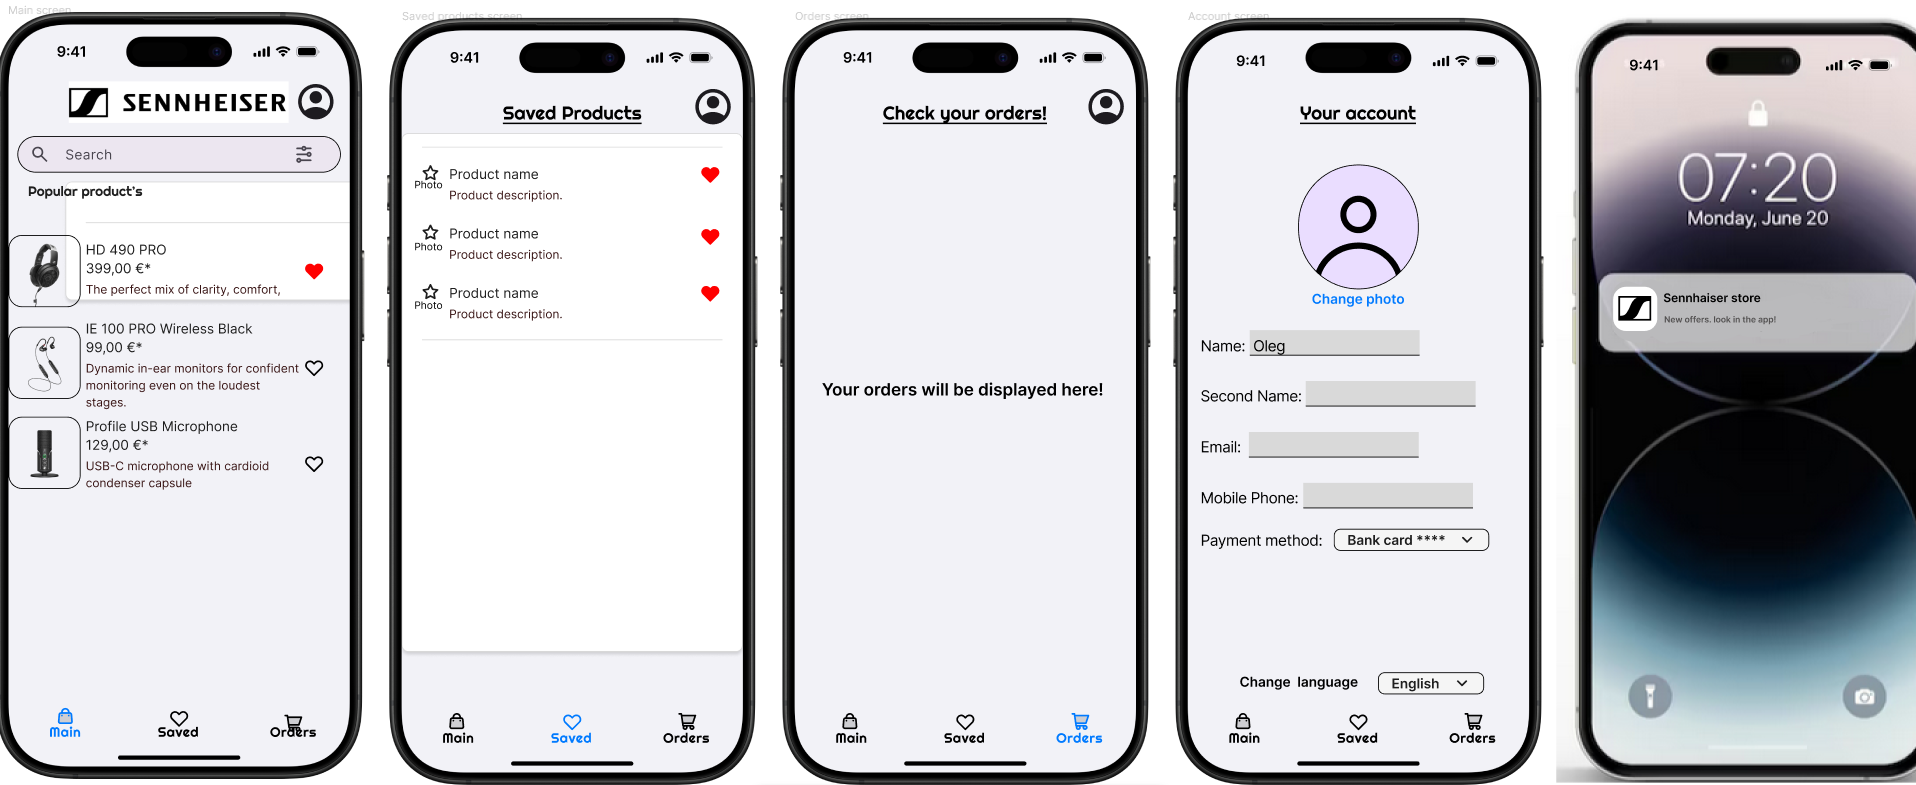 Main screen
9:41
SENNHEISER
Search
Popular product's
HD 490 PRO
399,00 €*
The perfect mix of clarity, comfort,
IE 100 PRO Wireless Black
99,00 €*
Dynamic in-ear monitors for confident
monitoring even on the loudest
stages.
Profile USB Microphone
129,00 €*
USB-C microphone with cardioid
condenser capsule
Main
Saved
Orders
Saved products screen
9:41
Saved Products
Photo
Product name
Product description.
Photo
Product name
Product description.
Photo
Product name
Product description.
Main
Saved
Orders
Orders screen
9:41
Check your orders!
Your orders will be displayed here!
Main
Saved
Orders
Account screen
9:41
Your account
Change photo
Name: Oleg
Second Name:
Email:
Mobile Phone:
Payment method: Bank card ****
Change language English
Main
Saved
Orders
9:41
07:20
Monday, June 20
Sennhaiser store
New offers. look in the app!